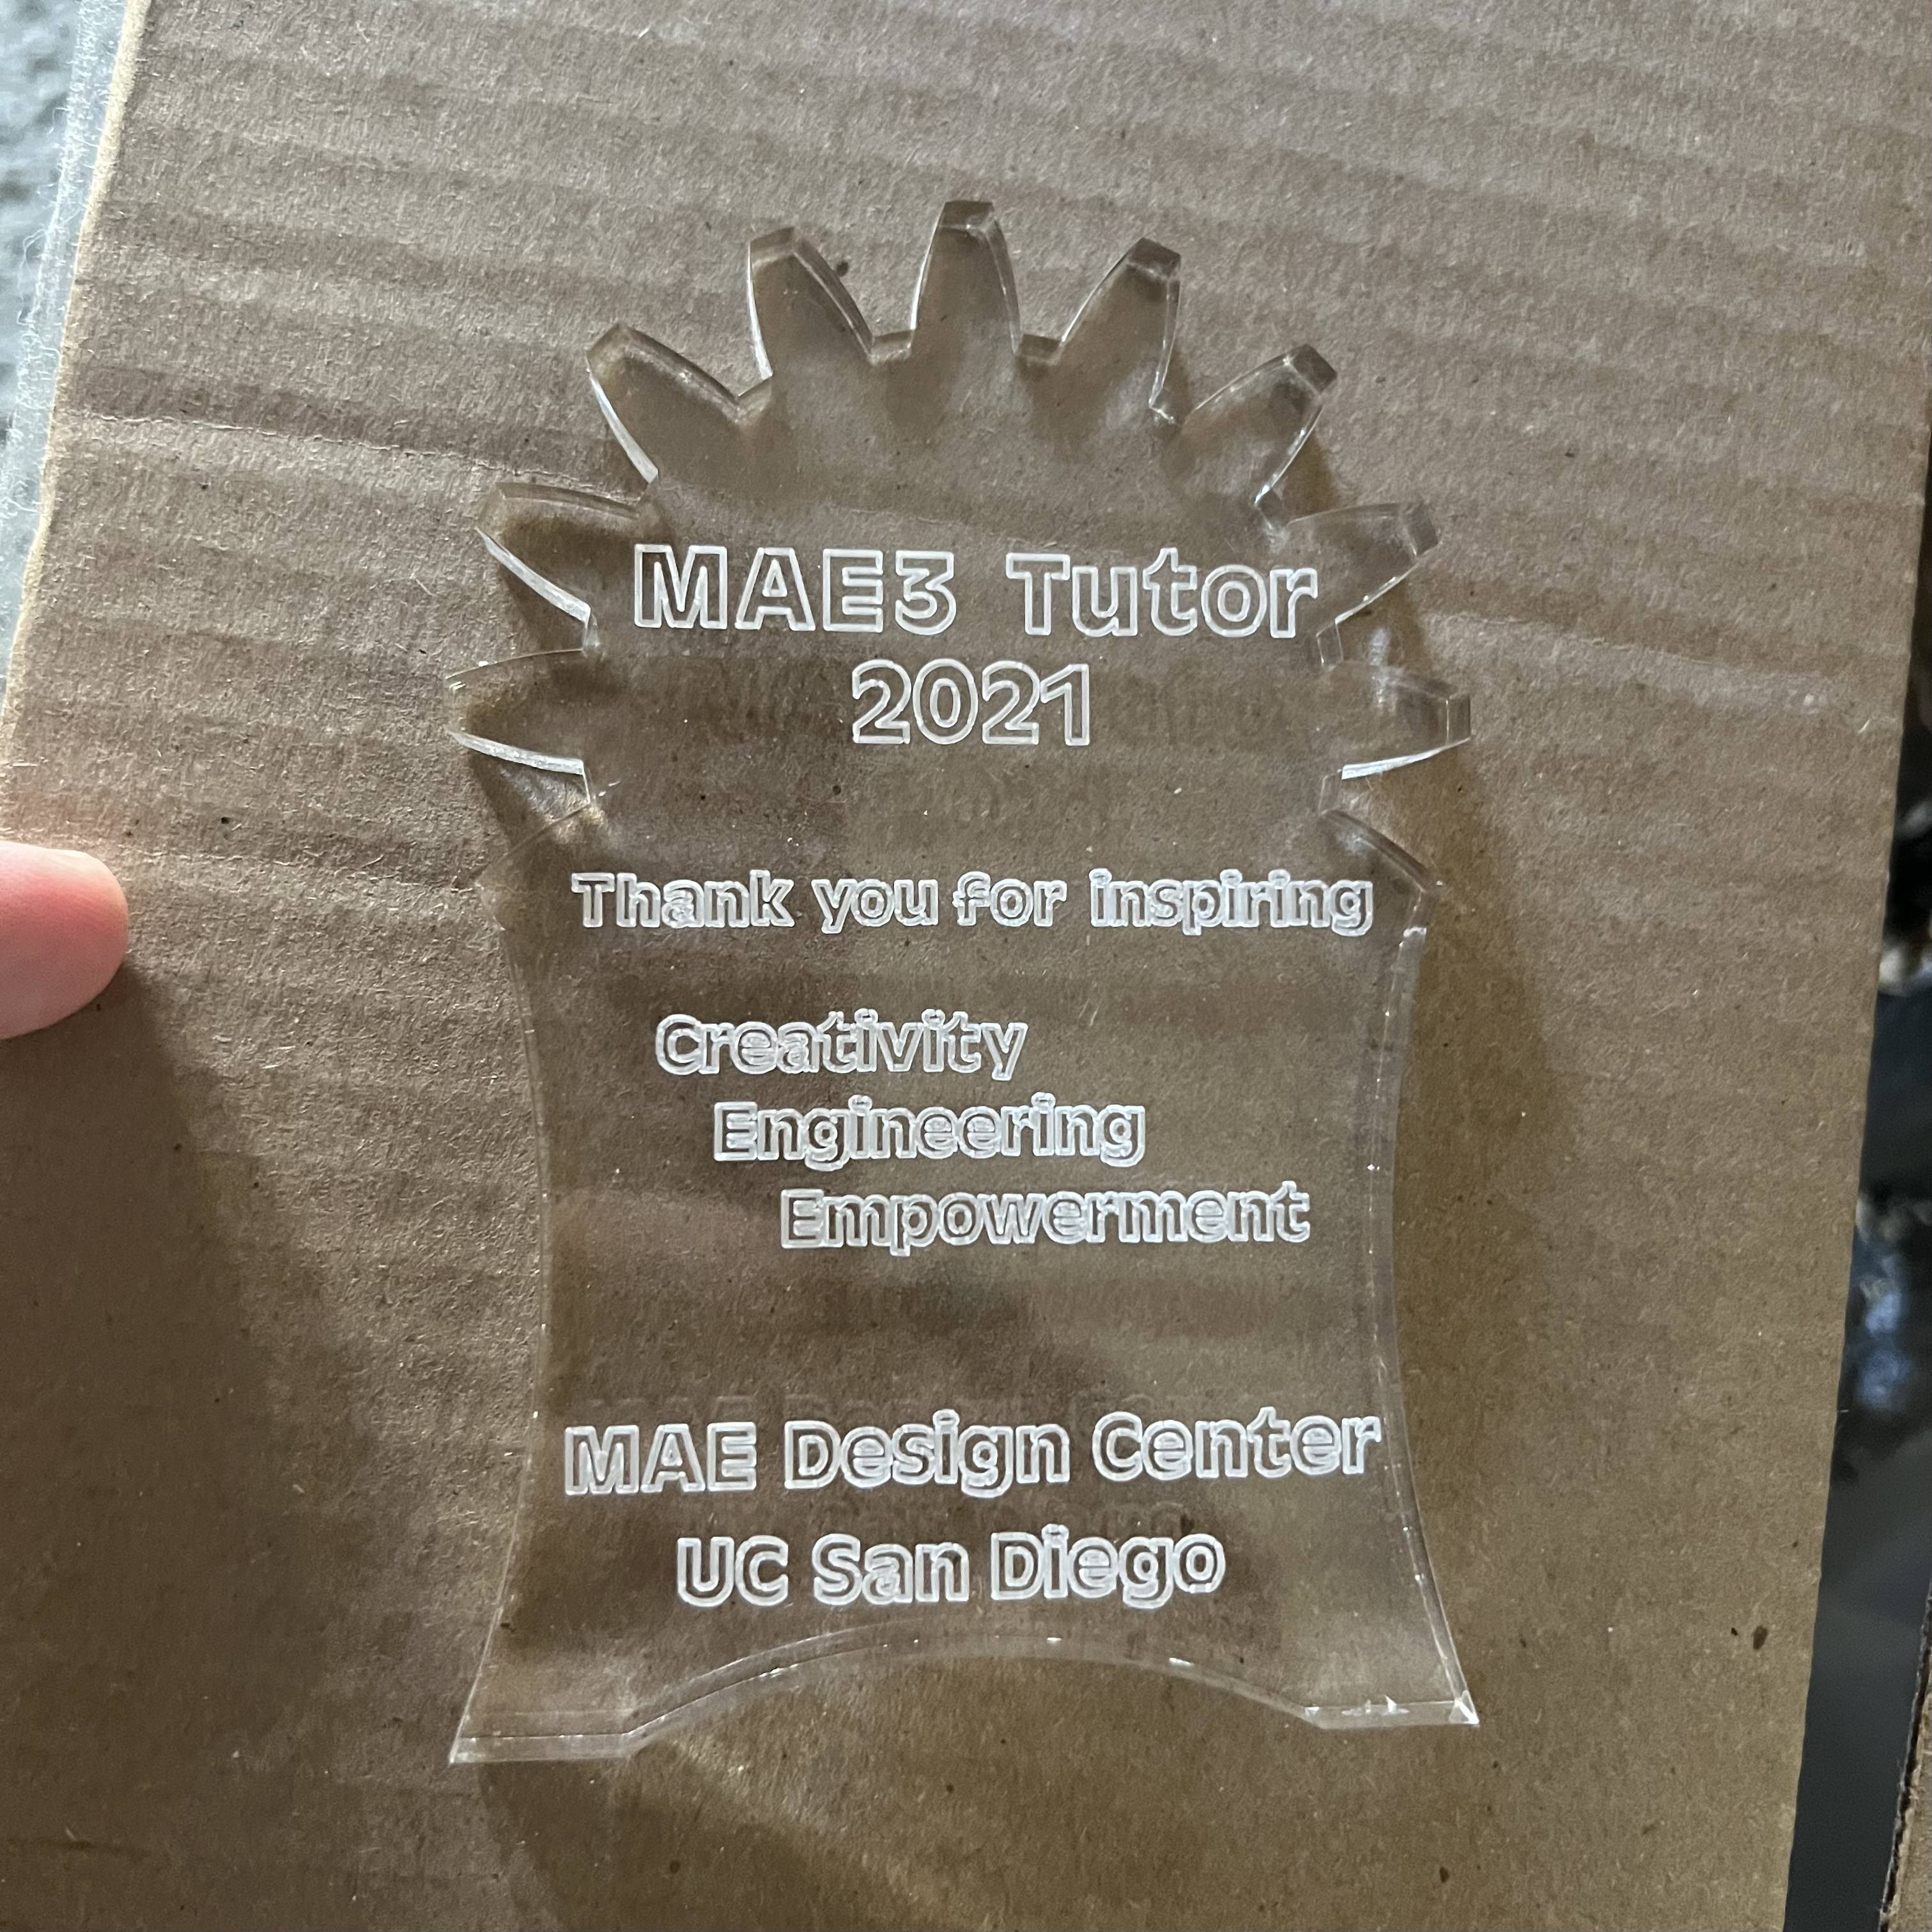 MAE3 Tutor
2021
Thank you for inspiring
Creativity
Engineering
Empowerment
MAE Design Center
UC San Diego